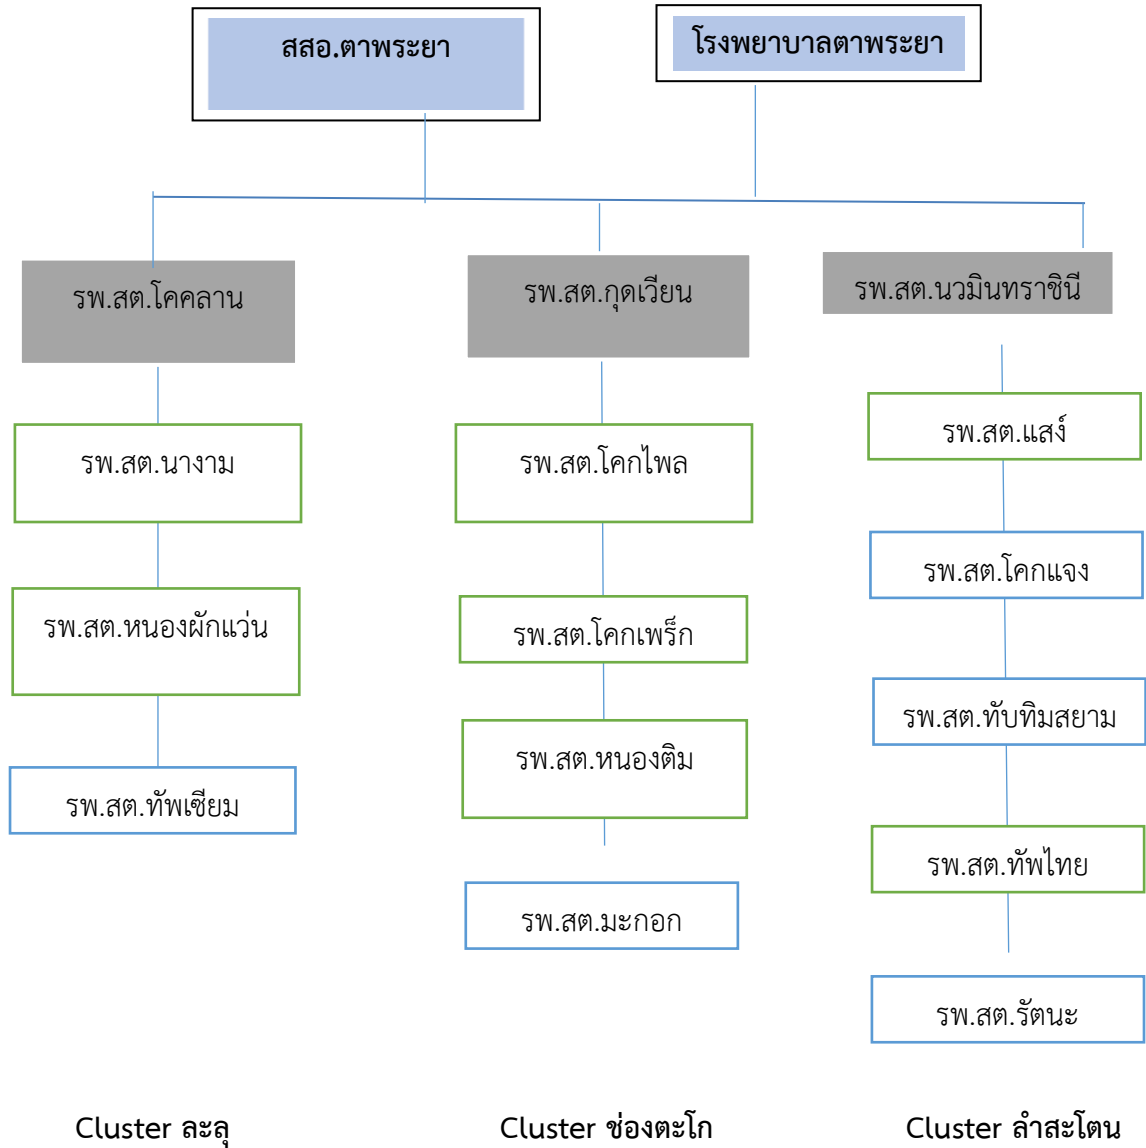 สสอ.ตาพระยา
โรงพยาบาลตาพระยา
รพ.สต.โคคลาน
รพ.สต.กุดเวียน
รพ.สต.นวมินทราชินี
รพ.สต.นางาม
รพ.สต.โคกไพล
รพ.สต.แสง์
รพ.สต.หนองผักแว่น
รพ.สต.โคกเพร็ก
รพ.สต.โคกแจง
รพ.สต.ทัพเซียม
รพ.สต.หนองติม
รพ.สต.ทับทิมสยาม
รพ.สต.มะกอก
รพ.สต.ทัพไทย
รพ.สต.รัตนะ
Cluster ละลุ
Cluster ช่องตะโก
Cluster ลำสะโตน